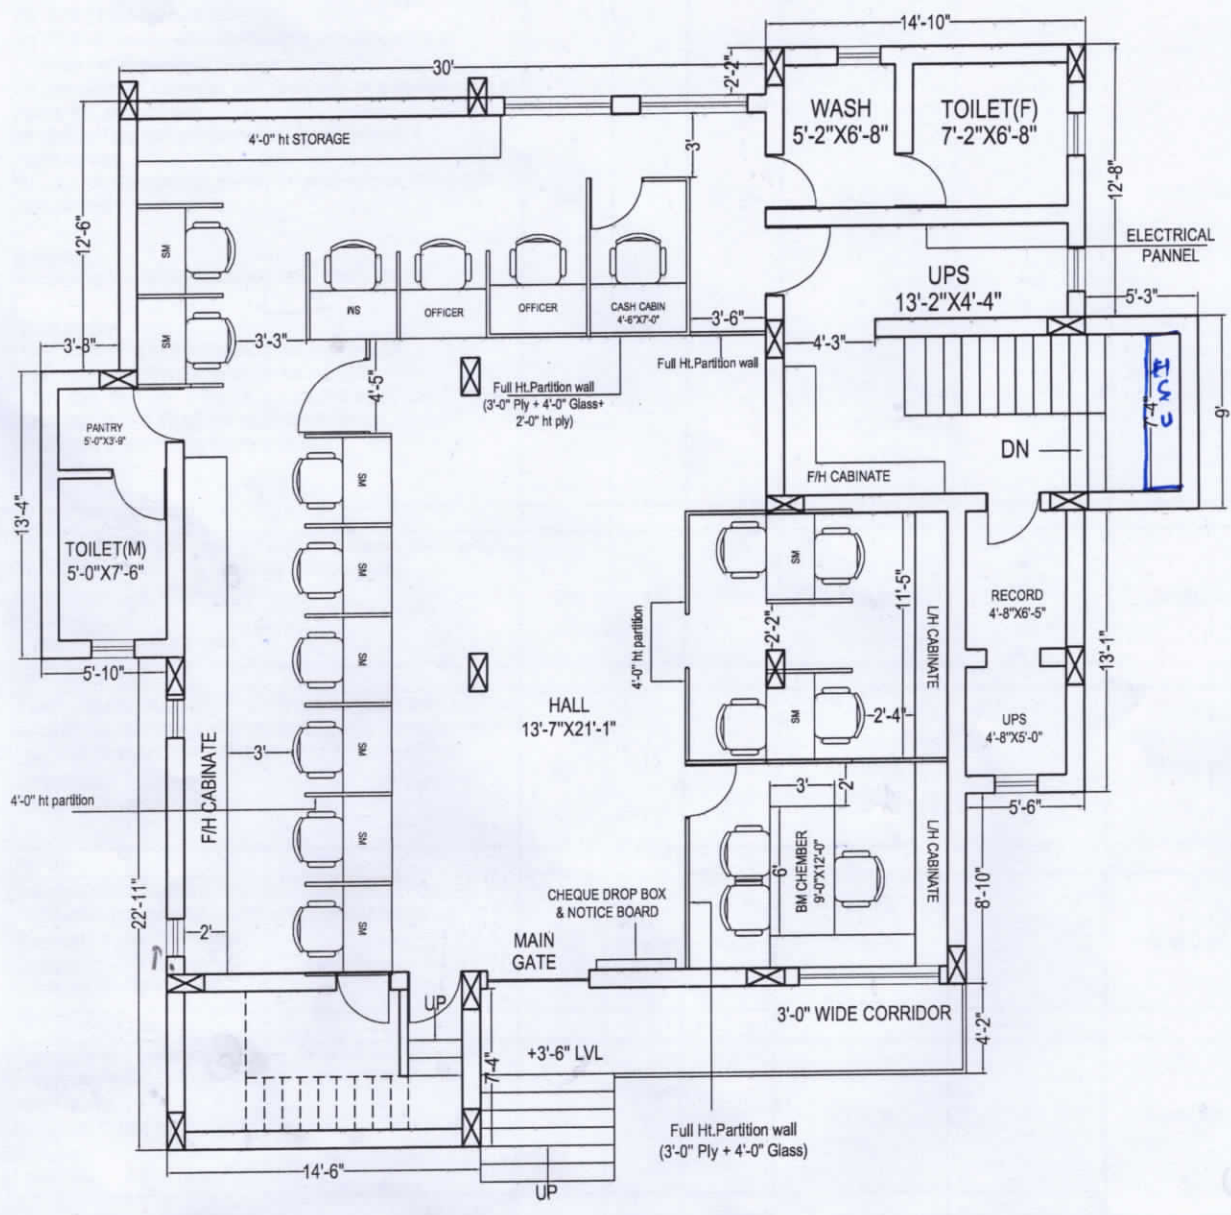 14'-10"
30'
2'-2"
WASH
5'-2"X6'-8"
TOILET(F)
7'-2"X6'-8"
4'-0" ht STORAGE
3'
12'-8"
12'-6"
SM
ELECTRICAL
PANNEL
UPS
13'-2"X4'-4"
5'-3"
SM
OFFICER
OFFICER
CASH CABIN
4'-6"X7'-0"
3'-6"
SM
3'-8"
3'-3"
4'-3"
Full Ht.Partition wall
4'-5"
Full Ht.Partition wall
(3'-0" Ply + 4'-0" Glass+
2'-0" ht ply)
7'-4"
9'
PANTRY
5'-0"X3'-9"
DN
F/H CABINATE
SM
13'-4"
TOILET(M)
5'-0"X7'-6"
SM
SM
11'-5"
RECORD
4'-8"X6'-5"
2'-2"
4'-0" ht partition
L/H CABINATE
13'-1"
5'-10"
SM
HALL
13'-7"X21'-1"
SM
2'-4"
UPS
4'-8"X5'-0"
F/H CABINATE
3'
SM
4'-0" ht partition
3'
2'
5'-6"
SM
6'
BM CHEMBER
9'-0"X12'-0"
L/H CABINATE
8'-10"
22'-11"
CHEQUE DROP BOX
& NOTICE BOARD
2'
SM
MAIN
GATE
UP
3'-0" WIDE CORRIDOR
4'-2"
+3'-6" LVL
7'-4"
Full Ht.Partition wall
(3'-0" Ply + 4'-0" Glass)
14'-6"
UP